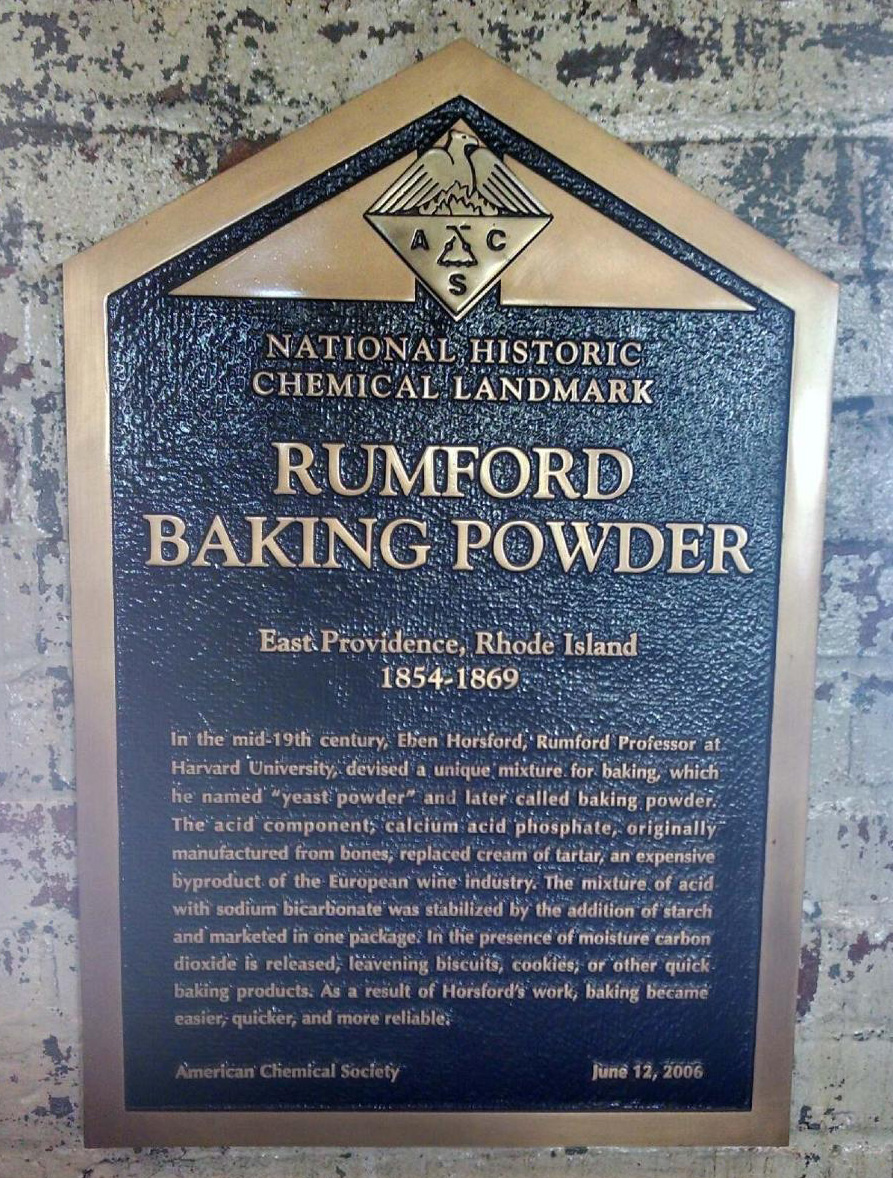 A C
S
NATIONAL HISTORIC
CHEMICAL LANDMARK
RUMFORD
BAKING POWDER
East Providence, Rhode Island
1854-1869
In the mid-19th century, Eben Horsford, Rumford Professor at
Harvard University, devised a unique mixture for baking, which
he named "yeast powder" and later called baking powder.
The acid component, calcium acid phosphate, originally
manufactured from bones, replaced cream of tartar, an expensive
byproduct of the European wine industry. The mixture of acid
with sodium bicarbonate was stabilized by the addition of starch
and marketed in one package. In the presence of moisture carbon
dioxide is released, leavening biscuits, cookies, or other quick
baking products. As a result of Horsford's work, baking became
easier, quicker, and more reliable.
American Chemical Society June 12, 2006